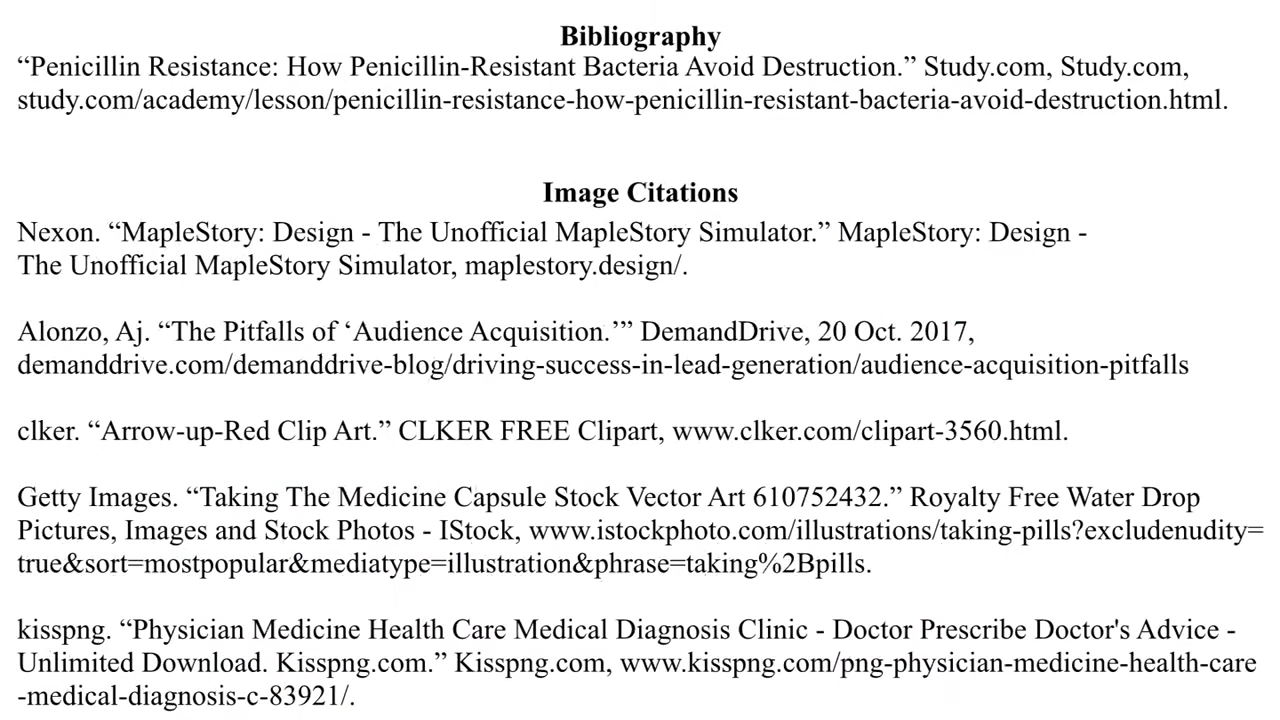 Bibliography
“Penicillin Resistance: How Penicillin-Resistant Bacteria Avoid Destruction.” Study.com, Study.com,
study.com/academy/lesson/penicillin-resistance-how-penicillin-resistant-bacteria-avoid-destruction.html.
Image Citations
Nexon. “MapleStory: Design - The Unofficial MapleStory Simulator.” MapleStory: Design -
The Unofficial MapleStory Simulator, maplestory.design/.
Alonzo, Aj. “The Pitfalls of ‘Audience Acquisition.’” DemandDrive, 20 Oct. 2017,
demanddrive.com/demanddrive-blog/driving-success-in-lead-generation/audience-acquisition-pitfalls
clker. “Arrow-up-Red Clip Art.” CLKER FREE Clipart, www.clker.com/clipart-3560.html.
Getty Images. “Taking The Medicine Capsule Stock Vector Art 610752432.” Royalty Free Water Drop
Pictures, Images and Stock Photos - IStock, www.istockphoto.com/illustrations/taking-pills?excludenudity=
true&sort=mostpopular&mediatype=illustration&phrase=taking%2Bpills.
kisspng. “Physician Medicine Health Care Medical Diagnosis Clinic - Doctor Prescribe Doctor's Advice -
Unlimited Download. Kisspng.com.” Kisspng.com, www.kisspng.com/png-physician-medicine-health-care
-medical-diagnosis-c-83921/.